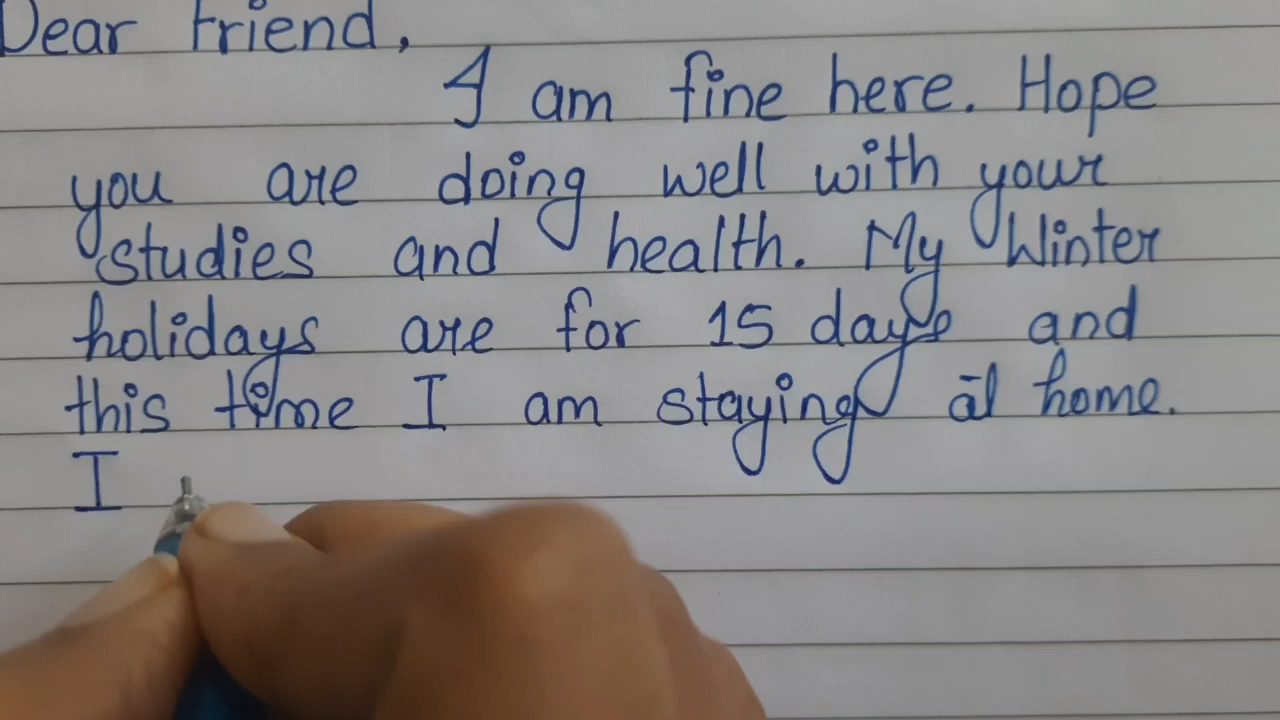 Dear Friend,
I am fine here. Hope
you are doing well with your
studies and health. My Winter
holidays are for 15 days and
this time I am staying at home.
I